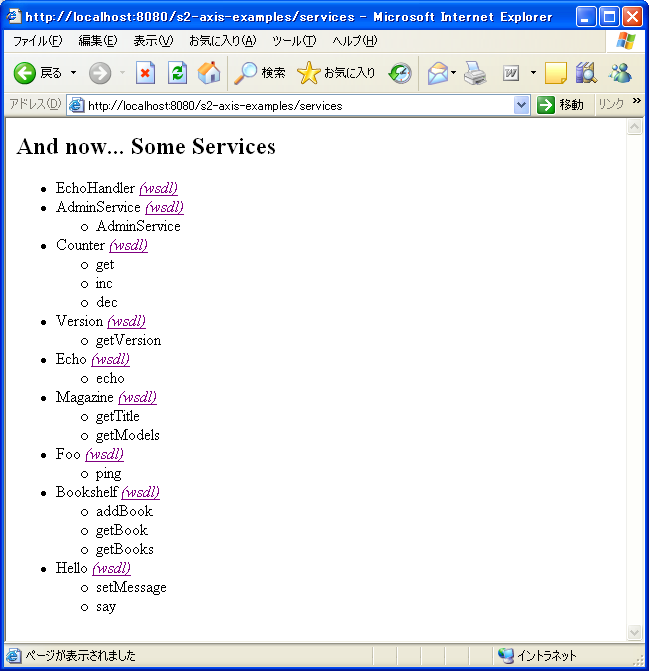 http://localhost:8080/s2-axis-examples/services - Microsoft Internet Explorer
ファイル(F) 編集(E) 表示(V) お気に入り(A) ツール(T) ヘルプ(H)
戻る 検索 お気に入り
アドレス(D) http://localhost:8080/s2-axis-examples/services 移動 リンク »
And now... Some Services
EchoHandler (wsdl)
AdminService (wsdl)
AdminService
Counter (wsdl)
get
inc
dec
Version (wsdl)
getVersion
Echo (wsdl)
echo
Magazine (wsdl)
getTitle
getModels
Foo (wsdl)
ping
Bookshelf (wsdl)
addBook
getBook
getBooks
Hello (wsdl)
setMessage
say
ページが表示されました イントラネット